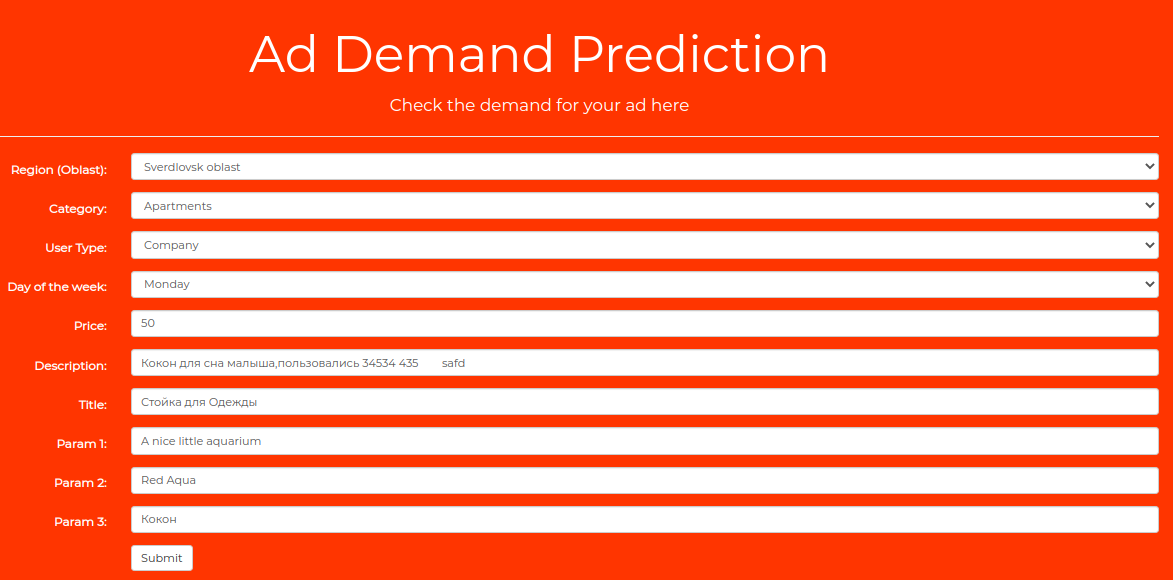 Ad Demand Prediction
Check the demand for your ad here
Region (Oblast): Sverdlovsk oblast
Category: Apartments
User Type: Company
Day of the week: Monday
Price: 50
Description: Кокон для сна малыша,пользовались 34534 435 safd
Title: Стойка для Одежды
Param 1: A nice little aquarium
Param 2: Red Aqua
Param 3: Кокон
Submit